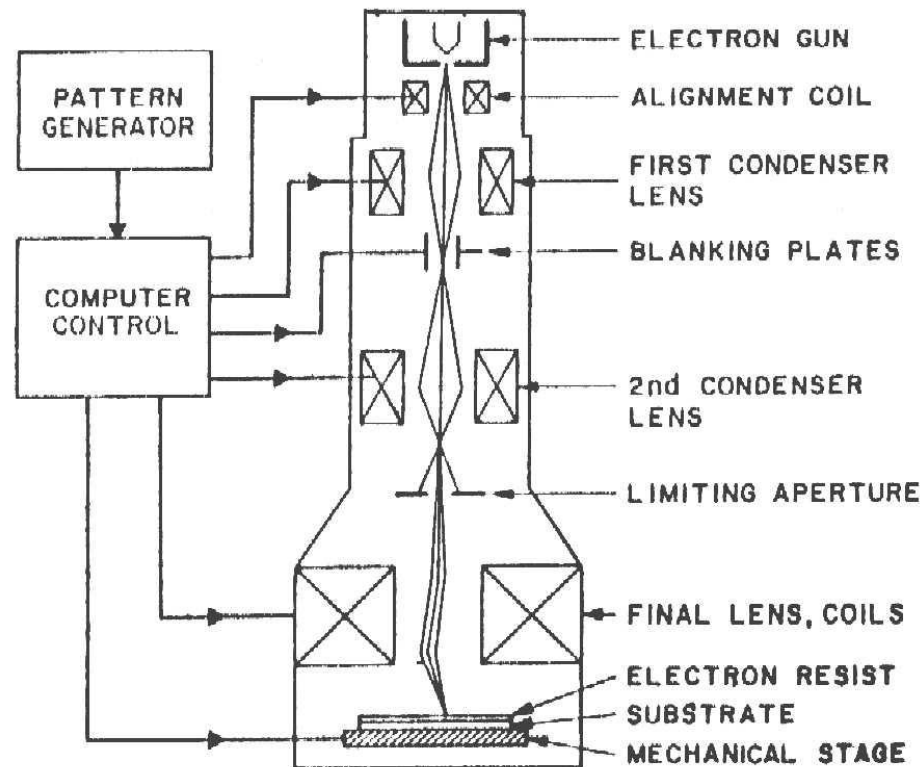 PATTERN
GENERATOR
COMPUTER
CONTROL
ELECTRON GUN
ALIGNMENT COIL
FIRST CONDENSER
LENS
BLANKING PLATES
2nd CONDENSER
LENS
LIMITING APERTURE
FINAL LENS, COILS
ELECTRON RESIST
SUBSTRATE
MECHANICAL STAGE